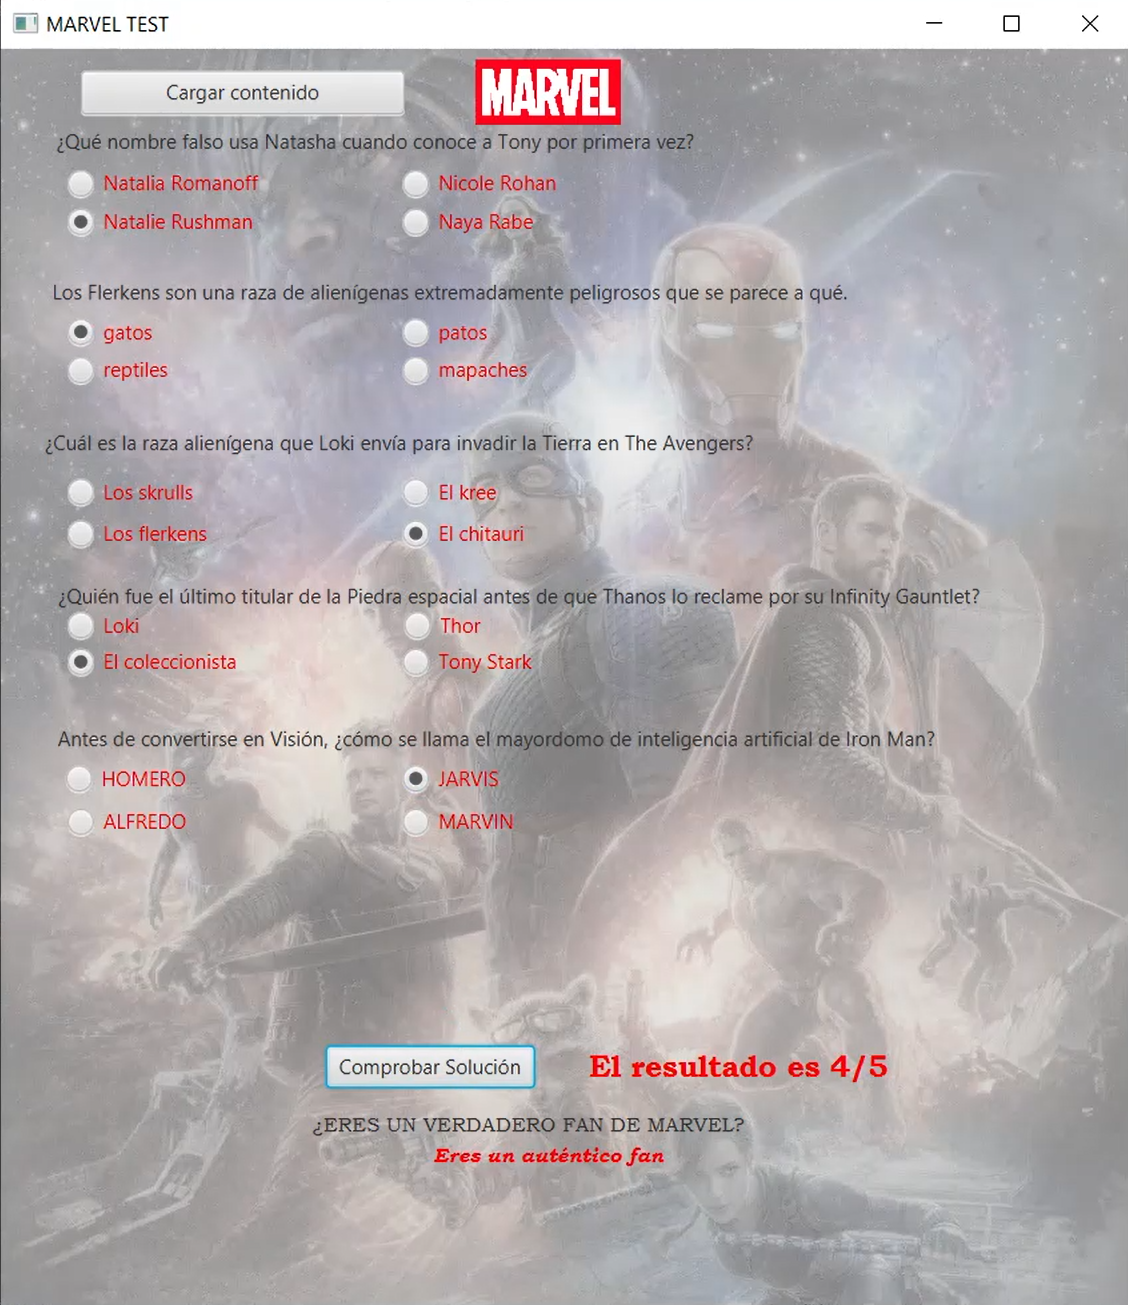 MARVEL TEST
Cargar contenido
MARVEL
¿Qué nombre falso usa Natasha cuando conoce a Tony por primera vez?
Natalia Romanoff
Nicole Rohan
Natalie Rushman
Naya Rabe
Los Flerkens son una raza de alienígenas extremadamente peligrosos que se parece a qué.
gatos
patos
reptiles
mapaches
¿Cuál es la raza alienígena que Loki envía para invadir la Tierra en The Avengers?
Los skrulls
El kree
Los flerkens
El chitauri
¿Quién fue el último titular de la Piedra espacial antes de que Thanos lo reclame por su Infinity Gauntlet?
Loki
Thor
El coleccionista
Tony Stark
Antes de convertirse en Visión, ¿cómo se llama el mayordomo de inteligencia artificial de Iron Man?
HOMERO
JARVIS
ALFREDO
MARVIN
Comprobar Solución
El resultado es 4/5
¿ERES UN VERDADERO FAN DE MARVEL?
Eres un auténtico fan